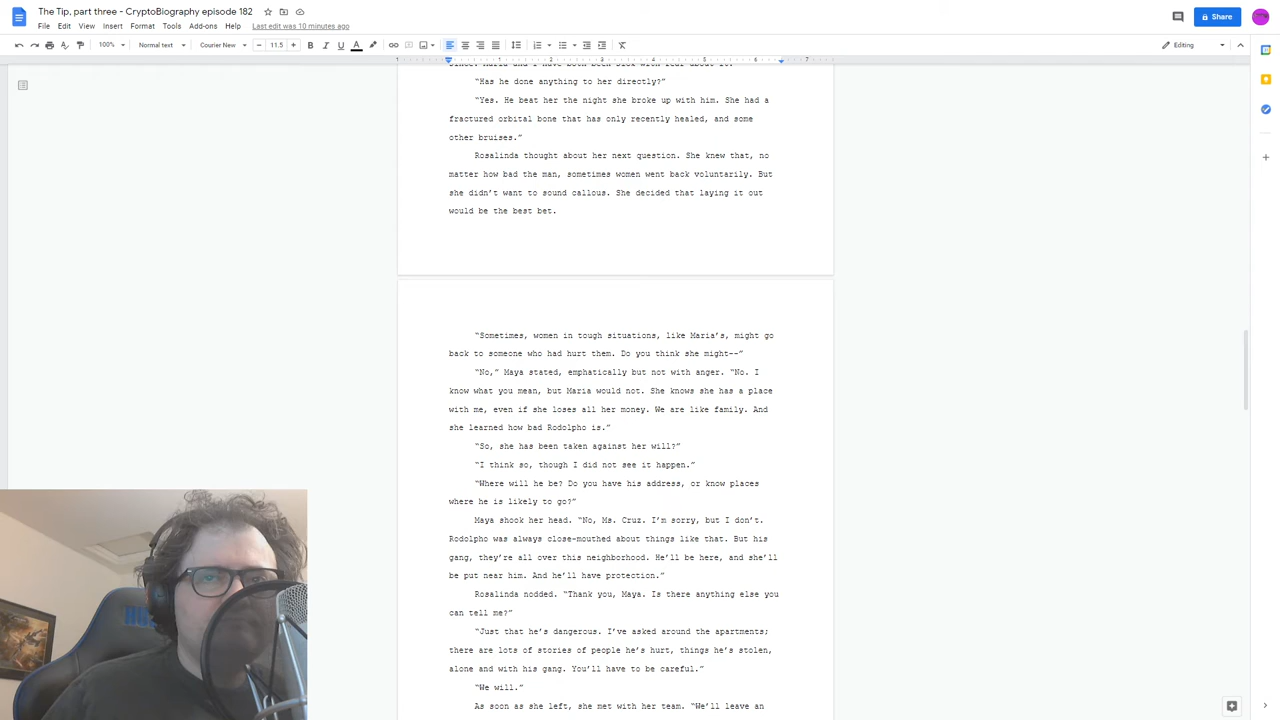 The Tip, part three - CryptoBiography episode 182
File Edit View Insert Format Tools Add-ons Help Last edit was 10 minutes ago
Share
100% Normal text Courier New 11.5 Editing
1 1 2 3 4 5 6 7
"Has he done anything to her directly?"
"Yes. He beat her the night she broke up with him. She had a
fractured orbital bone that has only recently healed, and some
other bruises."
Rosalinda thought about her next question. She knew that, no
matter how bad the man, sometimes women went back voluntarily. But
she didn't want to sound callous. She decided that laying it out
would be the best bet.
"Sometimes, women in tough situations, like Maria's, might go
back to someone who had hurt them. Do you think she might--"
"No," Maya stated, emphatically but not with anger. "No. I
know what you mean, but Maria would not. She knows she has a place
with me, even if she loses all her money. We are like family. And
she learned how bad Rodolpho is."
"So, she has been taken against her will?"
"I think so, though I did not see it happen."
"Where will he be? Do you have his address, or know places
where he is likely to go?"
Maya shook her head. "No, Ms. Cruz. I'm sorry, but I don't.
Rodolpho was always close-mouthed about things like that. But his
gang, they're all over this neighborhood. He'll be here, and she'll
be put near him. And he'll have protection."
Rosalinda nodded. "Thank you, Maya. Is there anything else you
can tell me?"
"Just that he's dangerous. I've asked around the apartments;
there are lots of stories of people he's hurt, things he's stolen,
alone and with his gang. You'll have to be careful."
"We will."
As soon as she left, she met with her team. "We'll leave an